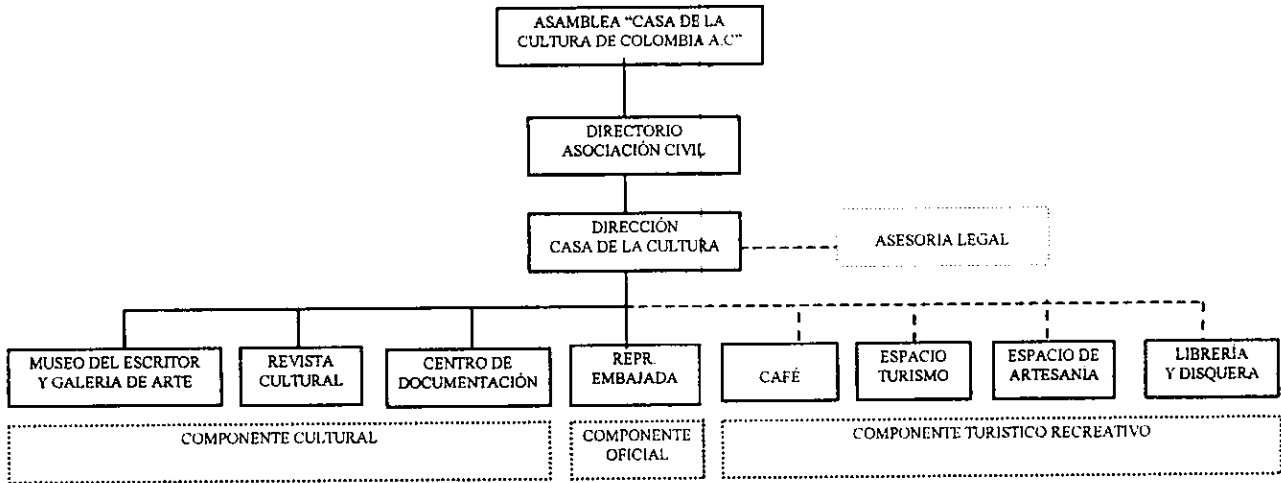 ASAMBLEA "CASA DE LA
CULTURA DE COLOMBIA A.C"
DIRECTORIO
ASOCIACIÓN CIVIL
DIRECCIÓN
CASA DE LA CULTURA
ASESORIA LEGAL
MUSEO DEL ESCRITOR
Y GALERIA DE ARTE
REVISTA
CULTURAL
CENTRO DE
DOCUMENTACIÓN
REPR.
EMBAJADA
CAFÉ
ESPACIO
TURISMO
ESPACIO DE
ARTESANÍA
LIBRERÍA
Y DISQUERA
COMPONENTE CULTURAL
COMPONENTE
OFICIAL
COMPONENTE TURISTICO RECREATIVO